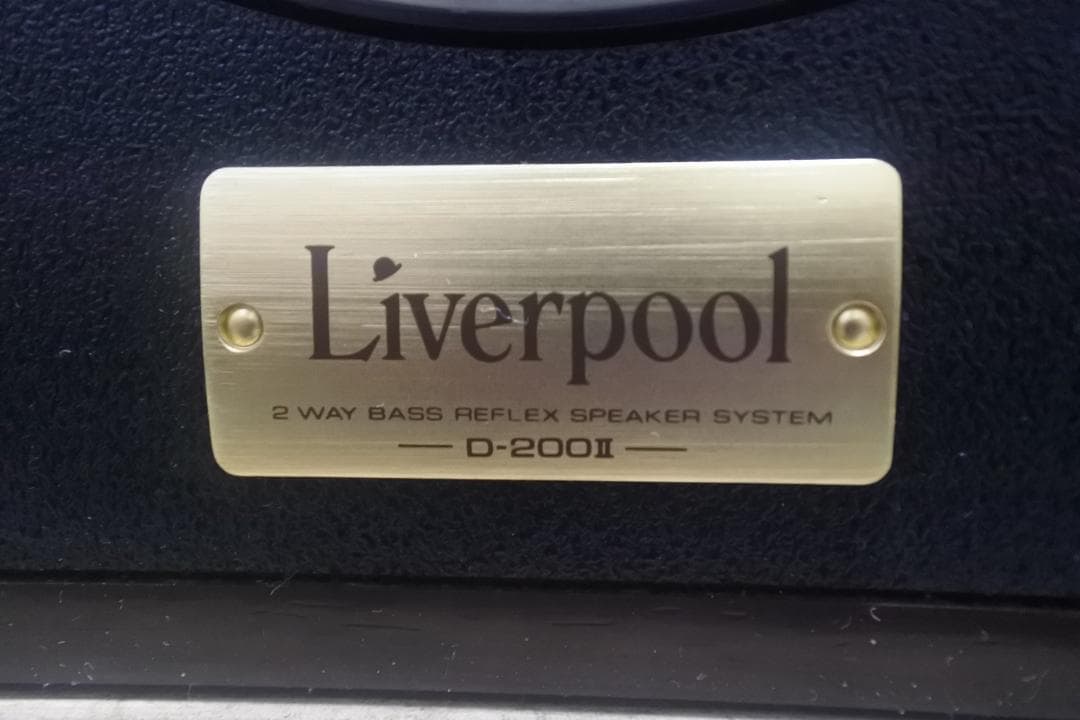 Liverpool
2 WAY BASS REFLEX SPEAKER SYSTEM
D-200II